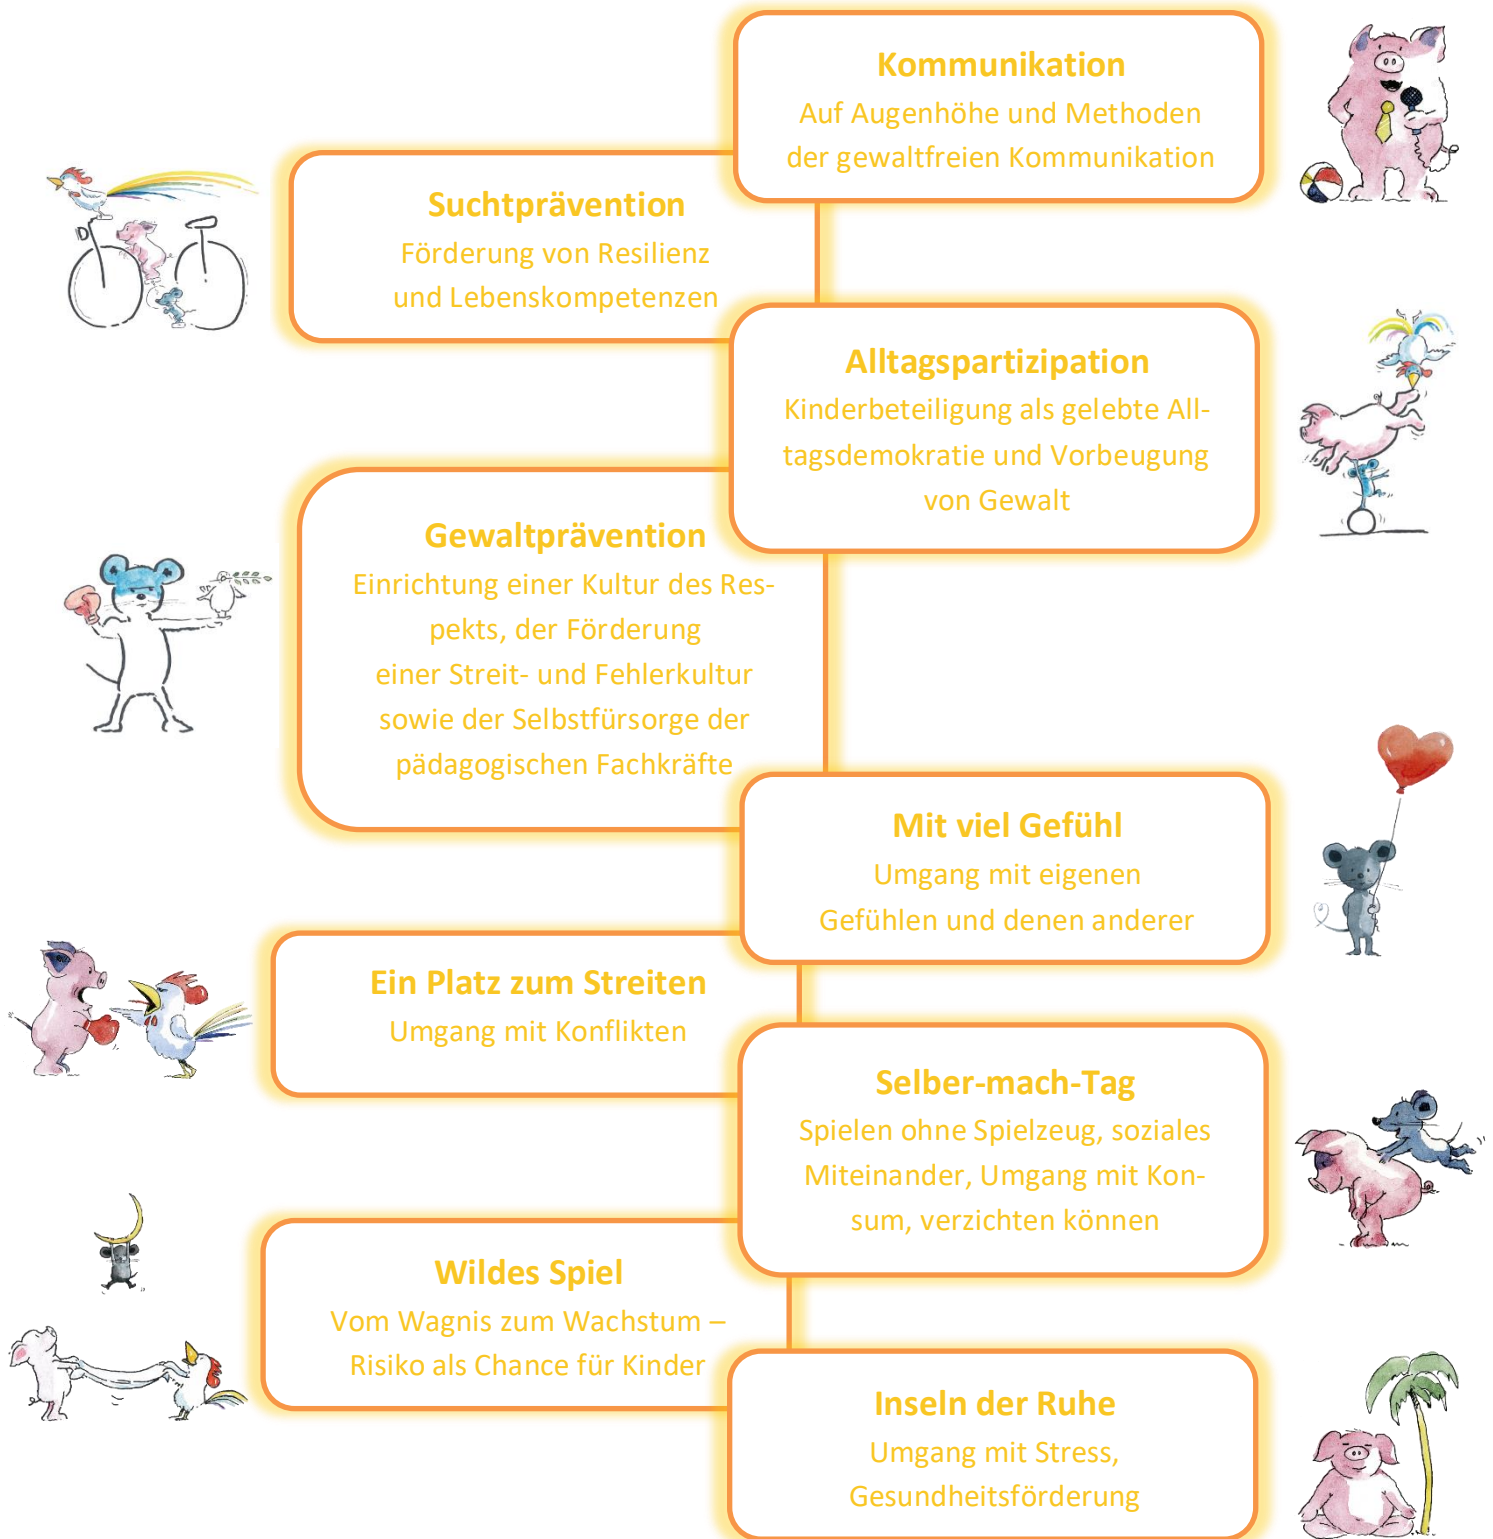 Kommunikation
Auf Augenhöhe und Methoden
der gewaltfreien Kommunikation
Suchtprävention
Förderung von Resilienz
und Lebenskompetenzen
Alltagspartizipation
Kinderbeteiligung als gelebte All-
tagsdemokratie und Vorbeugung
von Gewalt
Gewaltprävention
Einrichtung einer Kultur des Res-
pekts, der Förderung
einer Streit- und Fehlerkultur
sowie der Selbstfürsorge der
pädagogischen Fachkräfte
Mit viel Gefühl
Umgang mit eigenen
Gefühlen und denen anderer
Ein Platz zum Streiten
Umgang mit Konflikten
Selber-mach-Tag
Spielen ohne Spielzeug, soziales
Miteinander, Umgang mit Kon-
sum, verzichten können
Wildes Spiel
Vom Wagnis zum Wachstum –
Risiko als Chance für Kinder
Inseln der Ruhe
Umgang mit Stress,
Gesundheitsförderung